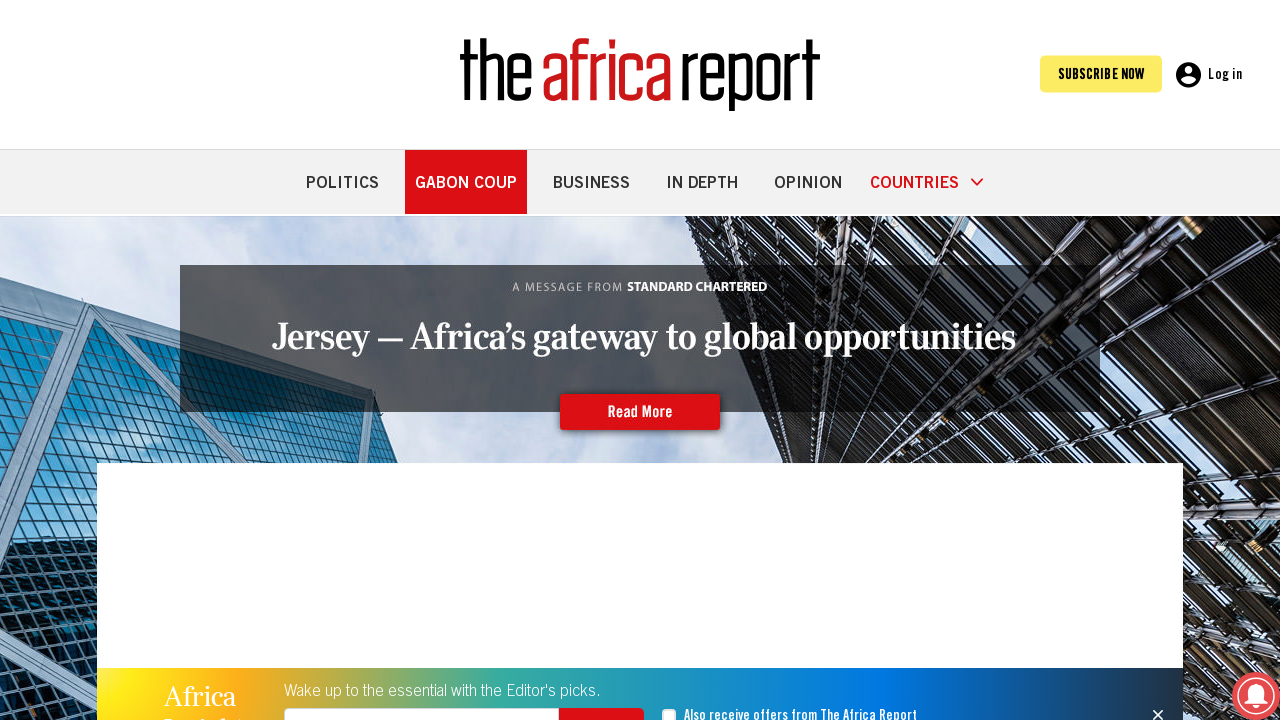 the africa report
SUBSCRIBE NOW
Log in
POLITICS
GABON COUP
BUSINESS
IN DEPTH
OPINION
COUNTRIES
A MESSAGE FROM STANDARD CHARTERED
Jersey — Africa's gateway to global opportunities
Read More
Africa
Wake up to the essential with the Editor's picks.
Also receive offers from The Africa Report